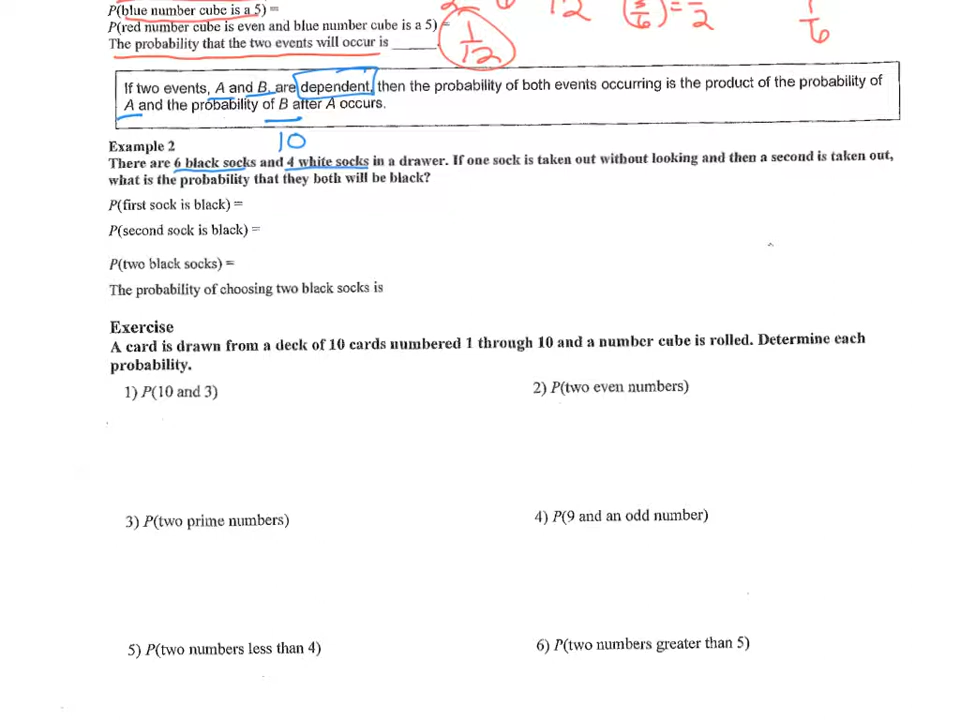 P(blue number cube is a 5) =
P(red number cube is even and blue number cube is a 5) =
The probability that the two events will occur is ______.
1/12
12
(3/6) = 1/2
1/6
If two events, A and B, are dependent, then the probability of both events occurring is the product of the probability of
A and the probability of B after A occurs.
10
Example 2
There are 6 black socks and 4 white socks in a drawer. If one sock is taken out without looking and then a second is taken out,
what is the probability that they both will be black?
P(first sock is black) =
P(second sock is black) =
P(two black socks) =
The probability of choosing two black socks is
Exercise
A card is drawn from a deck of 10 cards numbered 1 through 10 and a number cube is rolled. Determine each
probability.
1) P(10 and 3)
2) P(two even numbers)
3) P(two prime numbers)
4) P(9 and an odd number)
5) P(two numbers less than 4)
6) P(two numbers greater than 5)